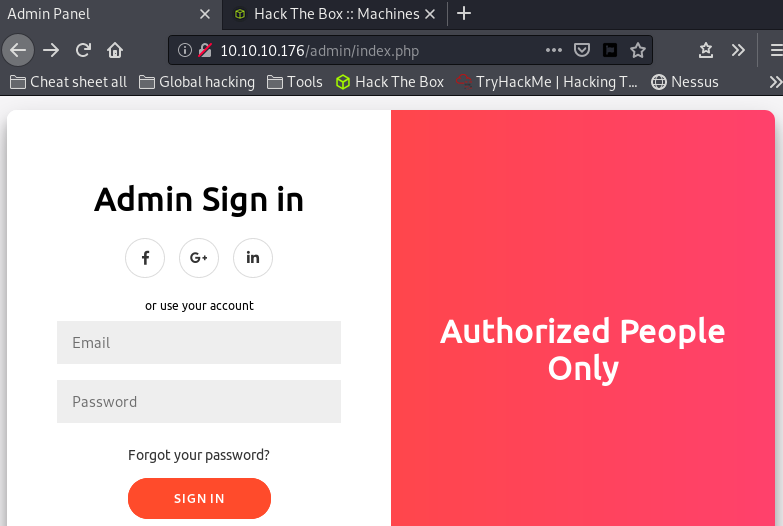 Admin Panel
Hack The Box :: Machines
10.10.10.176/admin/index.php
Cheat sheet all
Global hacking
Tools
Hack The Box
TryHackMe | Hacking T...
Nessus
Admin Sign in
f
G+
in
or use your account
Email
Password
Forgot your password?
SIGN IN
Authorized People
Only